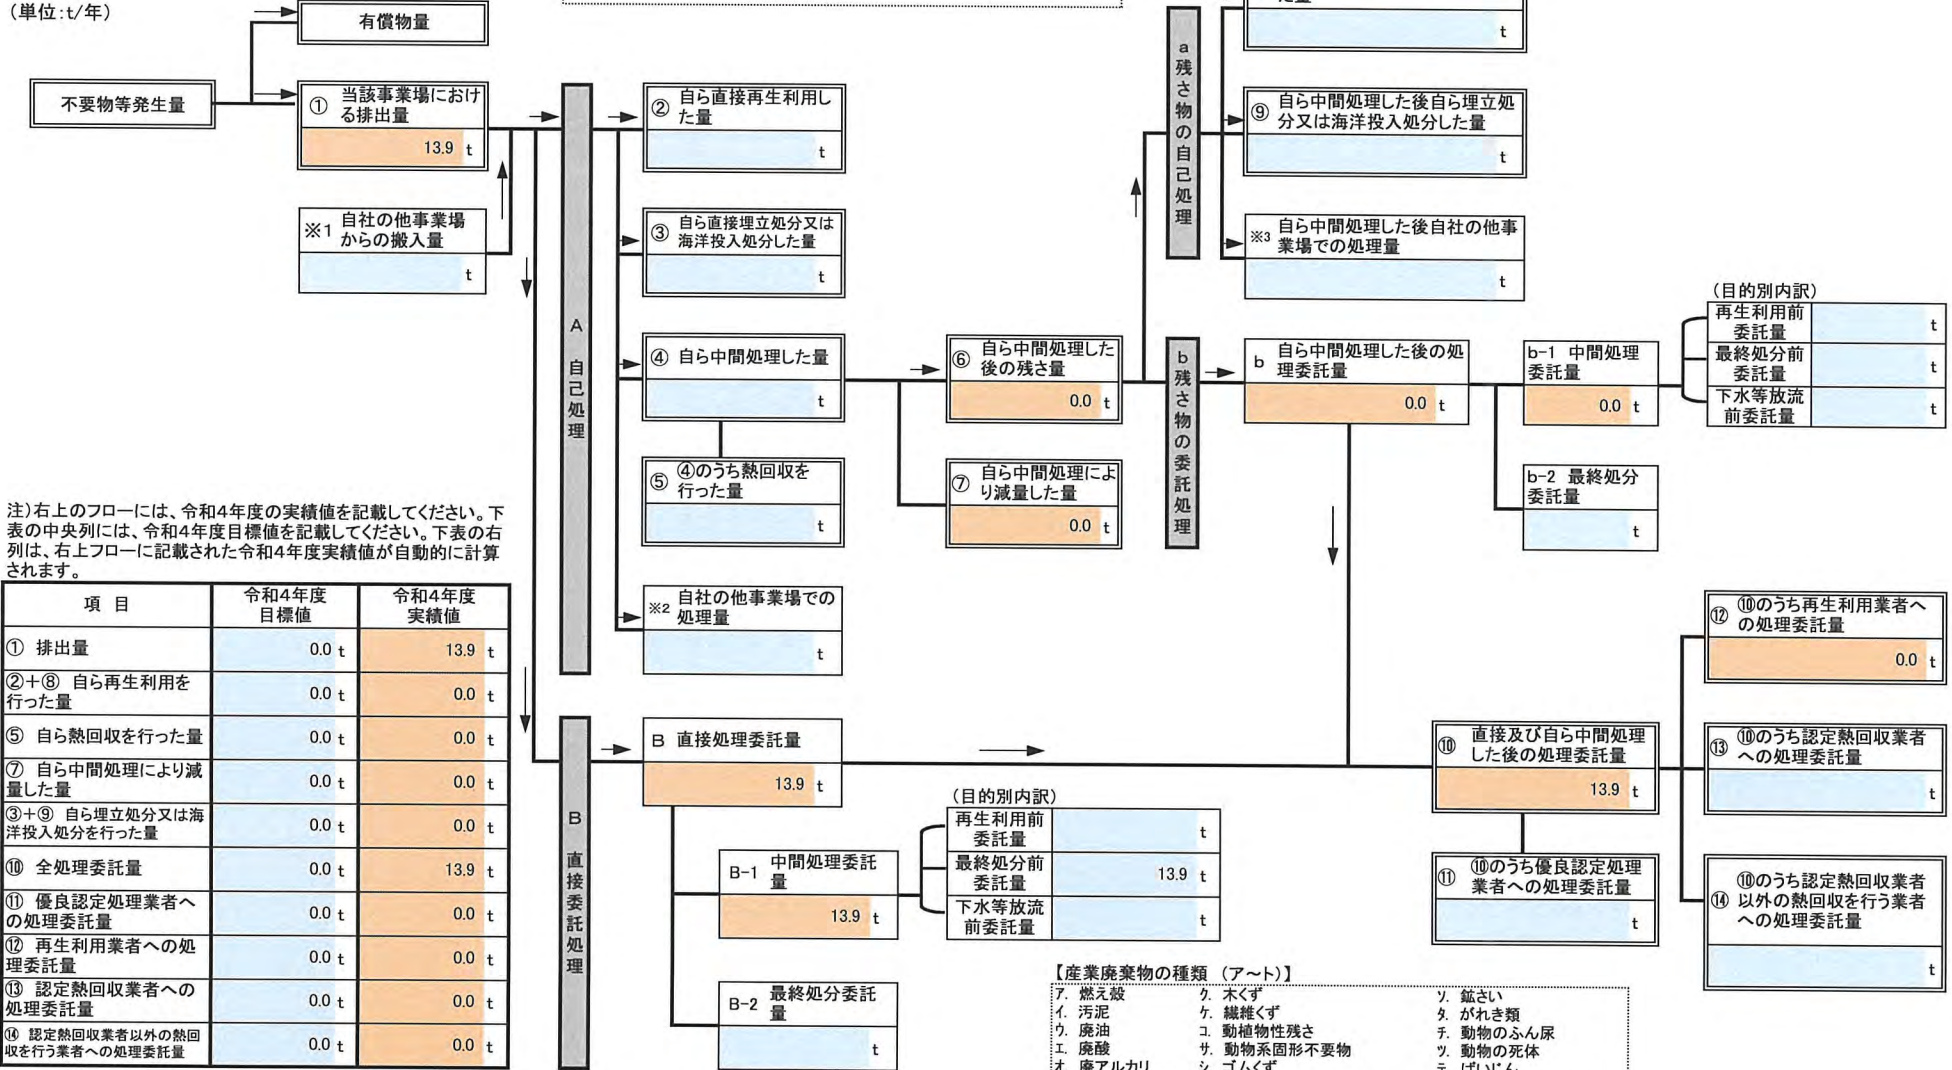 (単位:t/年)
有償物量
不要物等発生量
① 当該事業場におけ
る排出量
13.9 t
※1 自社の他事業場
からの搬入量
t
A 自己処理
② 自ら直接再生利用し
た量
t
③ 自ら直接埋立処分又は
海洋投入処分した量
t
④ 自ら中間処理した量
t
⑤ ④のうち熱回収を
行った量
t
※2 自社の他事業場での
処理量
t
⑥ 自ら中間処理した
後の残さ量
0.0 t
⑦ 自ら中間処理によ
り減量した量
0.0 t
a 残さ物の自己処理
t
⑨ 自ら中間処理した後自ら埋立処
分又は海洋投入処分した量
t
※3 自ら中間処理した後自社の他事
業場での処理量
t
b 残さ物の委託処理
b 自ら中間処理した後の処
理委託量
0.0 t
b-1 中間処理
委託量
0.0 t
(目的別内訳)
再生利用前
委託量 t
最終処分前
委託量 t
下水等放流
前委託量 t
b-2 最終処分
委託量
t
注)右上のフローには、令和4年度の実績値を記載してください。下
表の中央列には、令和4年度目標値を記載してください。下表の右
列は、右上フローに記載された令和4年度実績値が自動的に計算
されます。
項 目 令和4年度 目標値 令和4年度 実績値
① 排出量 0.0 t 13.9 t
②+⑧ 自ら再生利用を
行った量 0.0 t 0.0 t
⑤ 自ら熱回収を行った量 0.0 t 0.0 t
⑦ 自ら中間処理により減
量した量 0.0 t 0.0 t
③+⑨ 自ら埋立処分又は海
洋投入処分を行った量 0.0 t 0.0 t
⑩ 全処理委託量 0.0 t 13.9 t
⑪ 優良認定処理業者へ
の処理委託量 0.0 t 0.0 t
⑫ 再生利用業者への処
理委託量 0.0 t 0.0 t
⑬ 認定熱回収業者への
処理委託量 0.0 t 0.0 t
⑭ 認定熱回収業者以外の熱回
収を行う業者への処理委託量 0.0 t 0.0 t
B 直接委託処理
B 直接処理委託量
13.9 t
B-1 中間処理委託
量
13.9 t
(目的別内訳)
再生利用前
委託量 t
最終処分前
委託量 13.9 t
下水等放流
前委託量 t
B-2 最終処分委託
量
t
⑩ 直接及び自ら中間処理
した後の処理委託量
13.9 t
⑪ ⑩のうち優良認定処理
業者への処理委託量
t
⑫ ⑩のうち再生利用業者へ
の処理委託量
0.0 t
⑬ ⑩のうち認定熱回収業者
への処理委託量
t
⑭ ⑩のうち認定熱回収業者
以外の熱回収を行う業者
への処理委託量
t
【産業廃棄物の種類 (ア~ト)】
ア. 燃え殻 ク. 木くず ソ. 鉱さい
イ. 汚泥 ケ. 繊維くず タ. がれき類
ウ. 廃油 コ. 動植物性残さ チ. 動物のふん尿
エ. 廃酸 サ. 動物系固形不要物 ツ. 動物の死体
オ. 廃アルカリ シ. ゴムくず テ. ばいじん